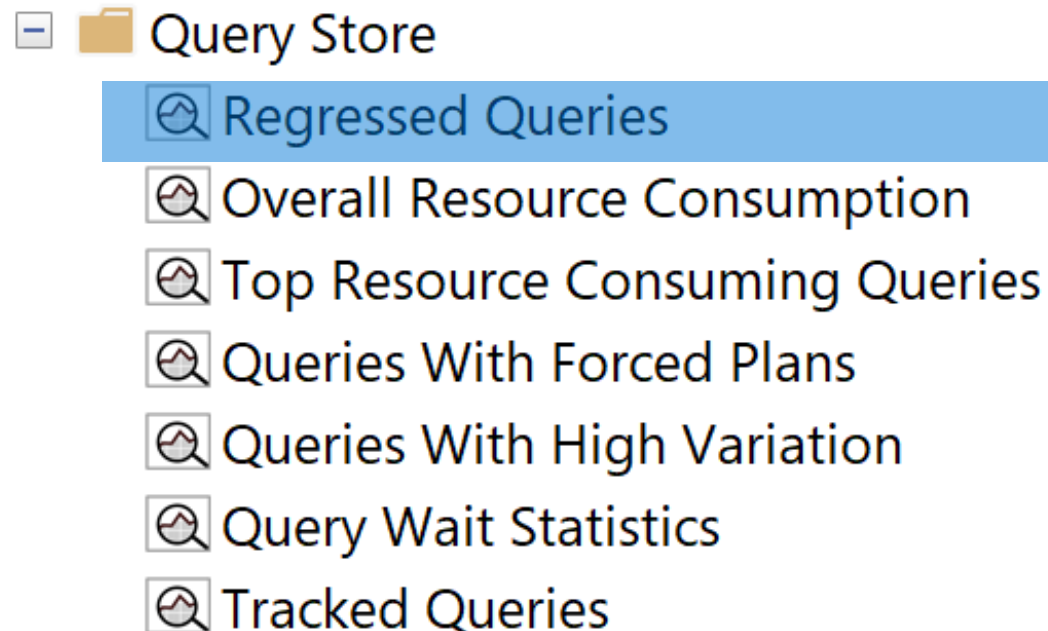 Query Store
Regressed Queries
Overall Resource Consumption
Top Resource Consuming Queries
Queries With Forced Plans
Queries With High Variation
Query Wait Statistics
Tracked Queries